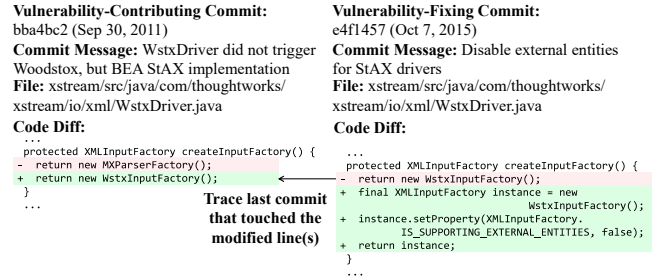 Vulnerability-Contributing Commit:
bba4bc2 (Sep 30, 2011)
Commit Message: WstxDriver did not trigger
Woodstox, but BEA StAX implementation
File: xstream/src/java/com/thoughtworks/
xstream/io/xml/WstxDriver.java
Code Diff:
...
protected XMLInputFactory createInputFactory() {
- return new MXParserFactory();
+ return new WstxInputFactory();
}
...
Trace last commit
that touched the
modified line(s)
Vulnerability-Fixing Commit:
e4f1457 (Oct 7, 2015)
Commit Message: Disable external entities
for StAX drivers
File: xstream/src/java/com/thoughtworks/
xstream/io/xml/WstxDriver.java
Code Diff:
...
protected XMLInputFactory createInputFactory() {
- return new WstxInputFactory();
+ final XMLInputFactory instance = new
WstxInputFactory();
+ instance.setProperty(XMLInputFactory.
IS_SUPPORTING_EXTERNAL_ENTITIES, false);
+ return instance;
}
...